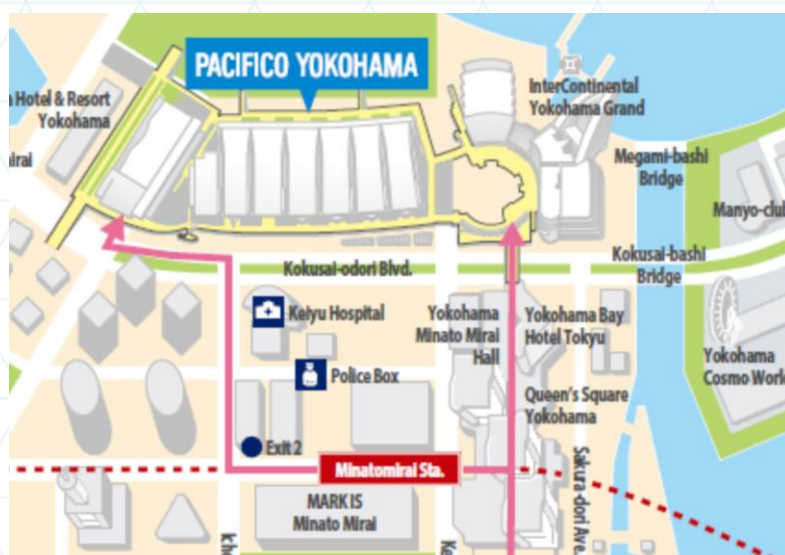 PACIFICO YOKOHAMA
Hotel & Resort
Yokohama
InterContinental
Yokohama Grand
Megami-bashi
Bridge
Manyo-clu
Kokusai-bashi
Bridge
Kokusai-odori Blvd.
Keiyu Hospital
Yokohama
Minato Mirai
Hall
Yokohama Bay
Hotel Tokyu
Yokohama
Cosmo Work
Police Box
Queen's Square
Yokohama
Exit 2
Minatomirai Sta.
MARK IS
Minato Mirai
Sakura-dori Ave.